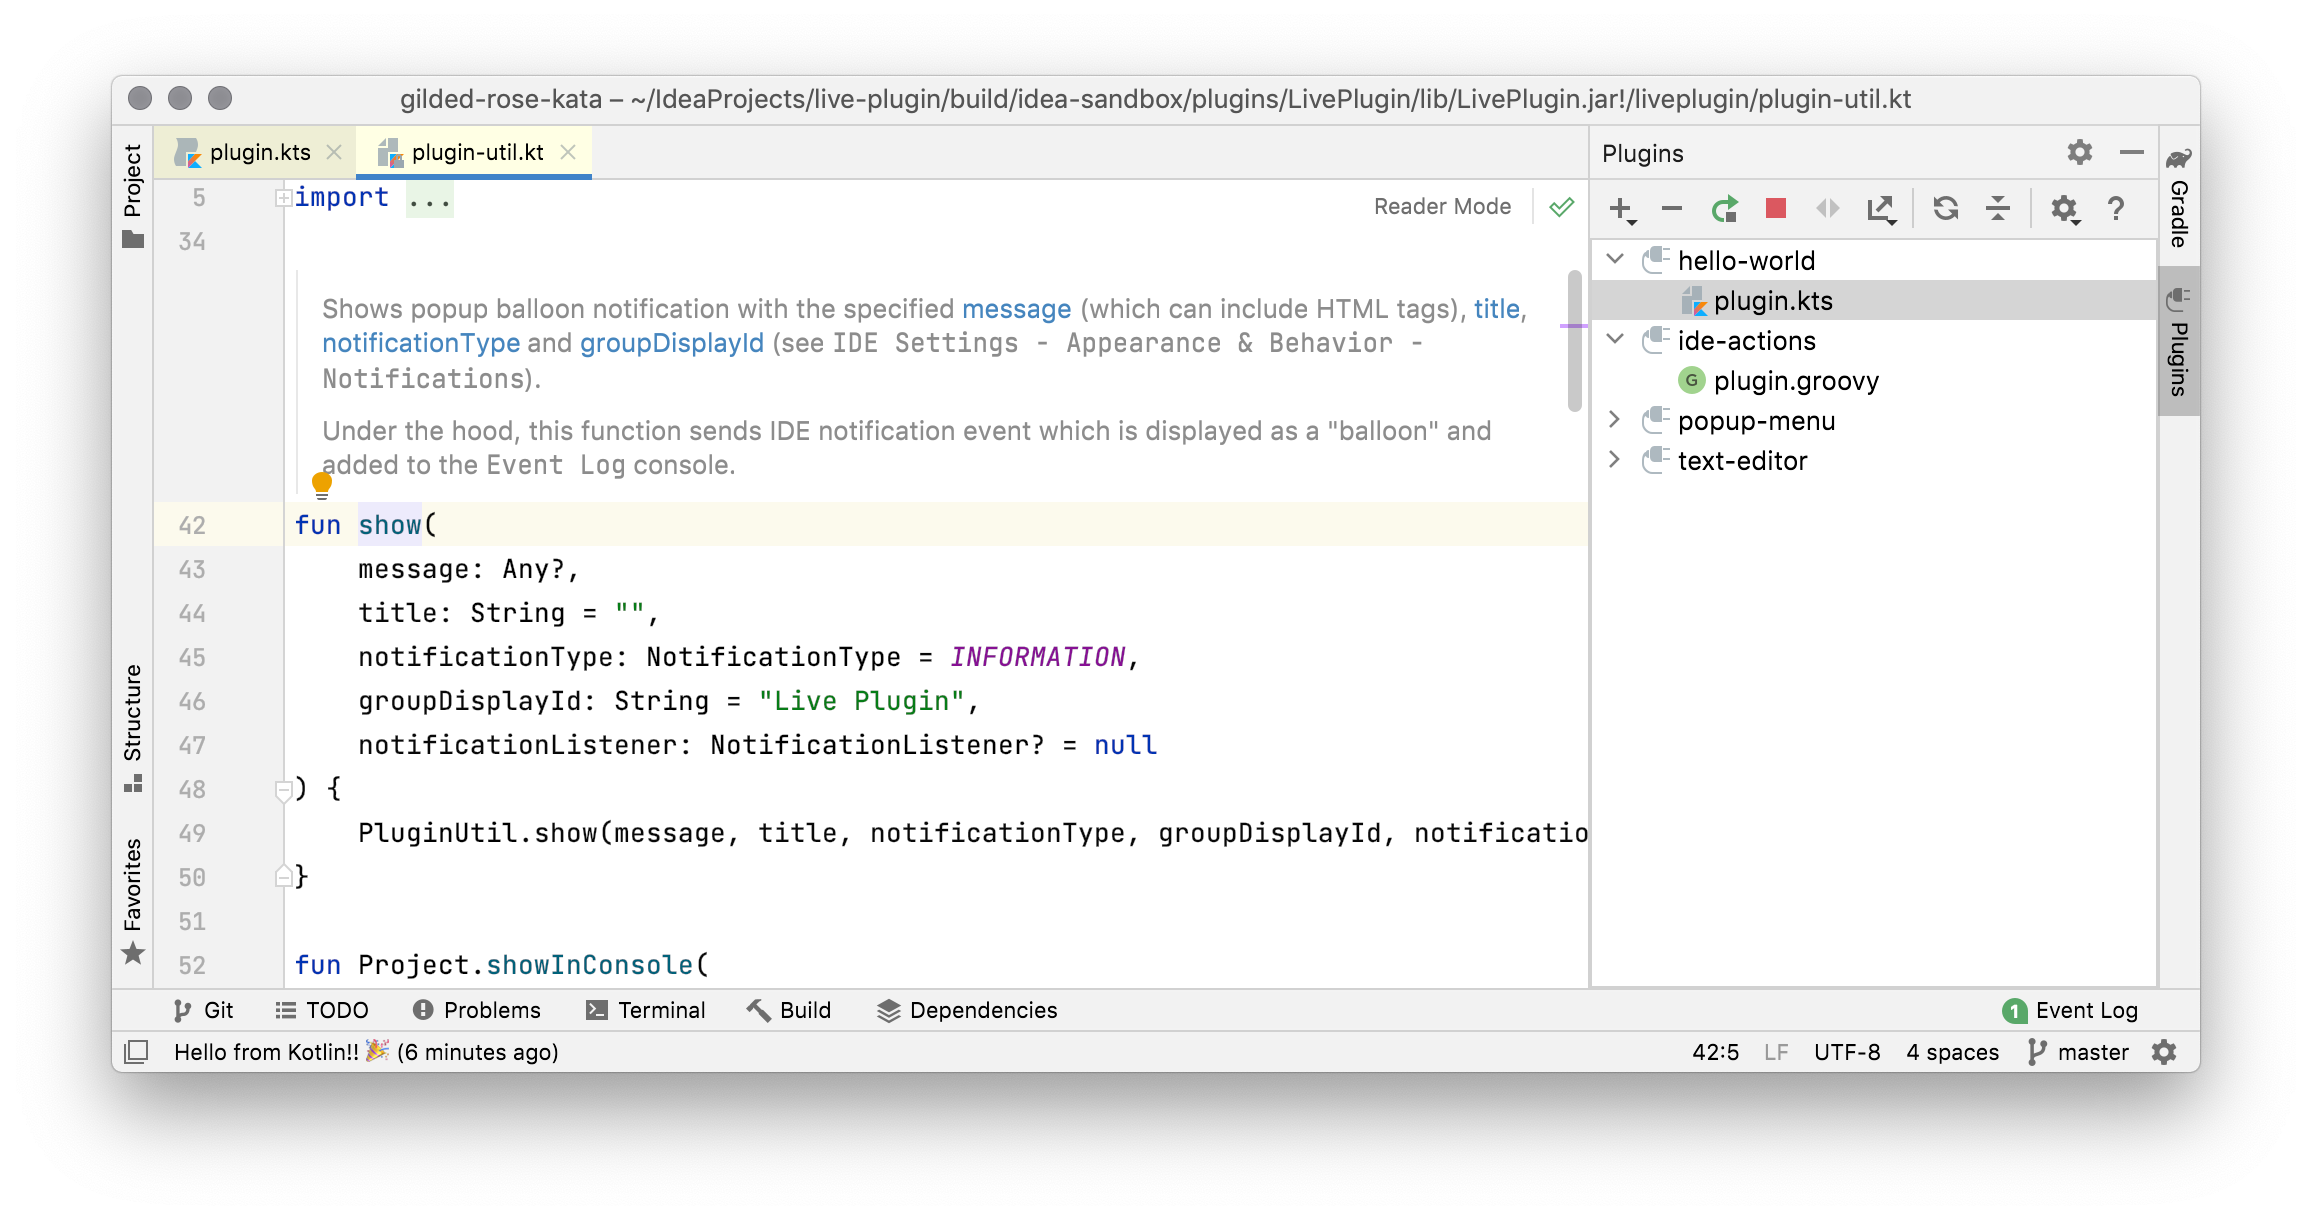 gilded-rose-kata – ~/IdeaProjects/live-plugin/build/idea-sandbox/plugins/LivePlugin/lib/LivePlugin.jar!/liveplugin/plugin-util.kt
Project
Structure
Favorites
plugin.kts
plugin-util.kt
Reader Mode
5 import ...
34
Shows popup balloon notification with the specified message (which can include HTML tags), title,
notificationType and groupDisplayId (see IDE Settings - Appearance & Behavior -
Notifications).
Under the hood, this function sends IDE notification event which is displayed as a "balloon" and
added to the Event Log console.
42 fun show(
43 message: Any?,
44 title: String = "",
45 notificationType: NotificationType = INFORMATION,
46 groupDisplayId: String = "Live Plugin",
47 notificationListener: NotificationListener? = null
48 ) {
49 PluginUtil.show(message, title, notificationType, groupDisplayId, notificatio
50 }
51
52 fun Project.showInConsole(
Plugins
?
hello-world
plugin.kts
ide-actions
G plugin.groovy
popup-menu
text-editor
Gradle
Plugins
Git TODO Problems Terminal Build Dependencies 1 Event Log
Hello from Kotlin!! 🎉 (6 minutes ago) 42:5 LF UTF-8 4 spaces master